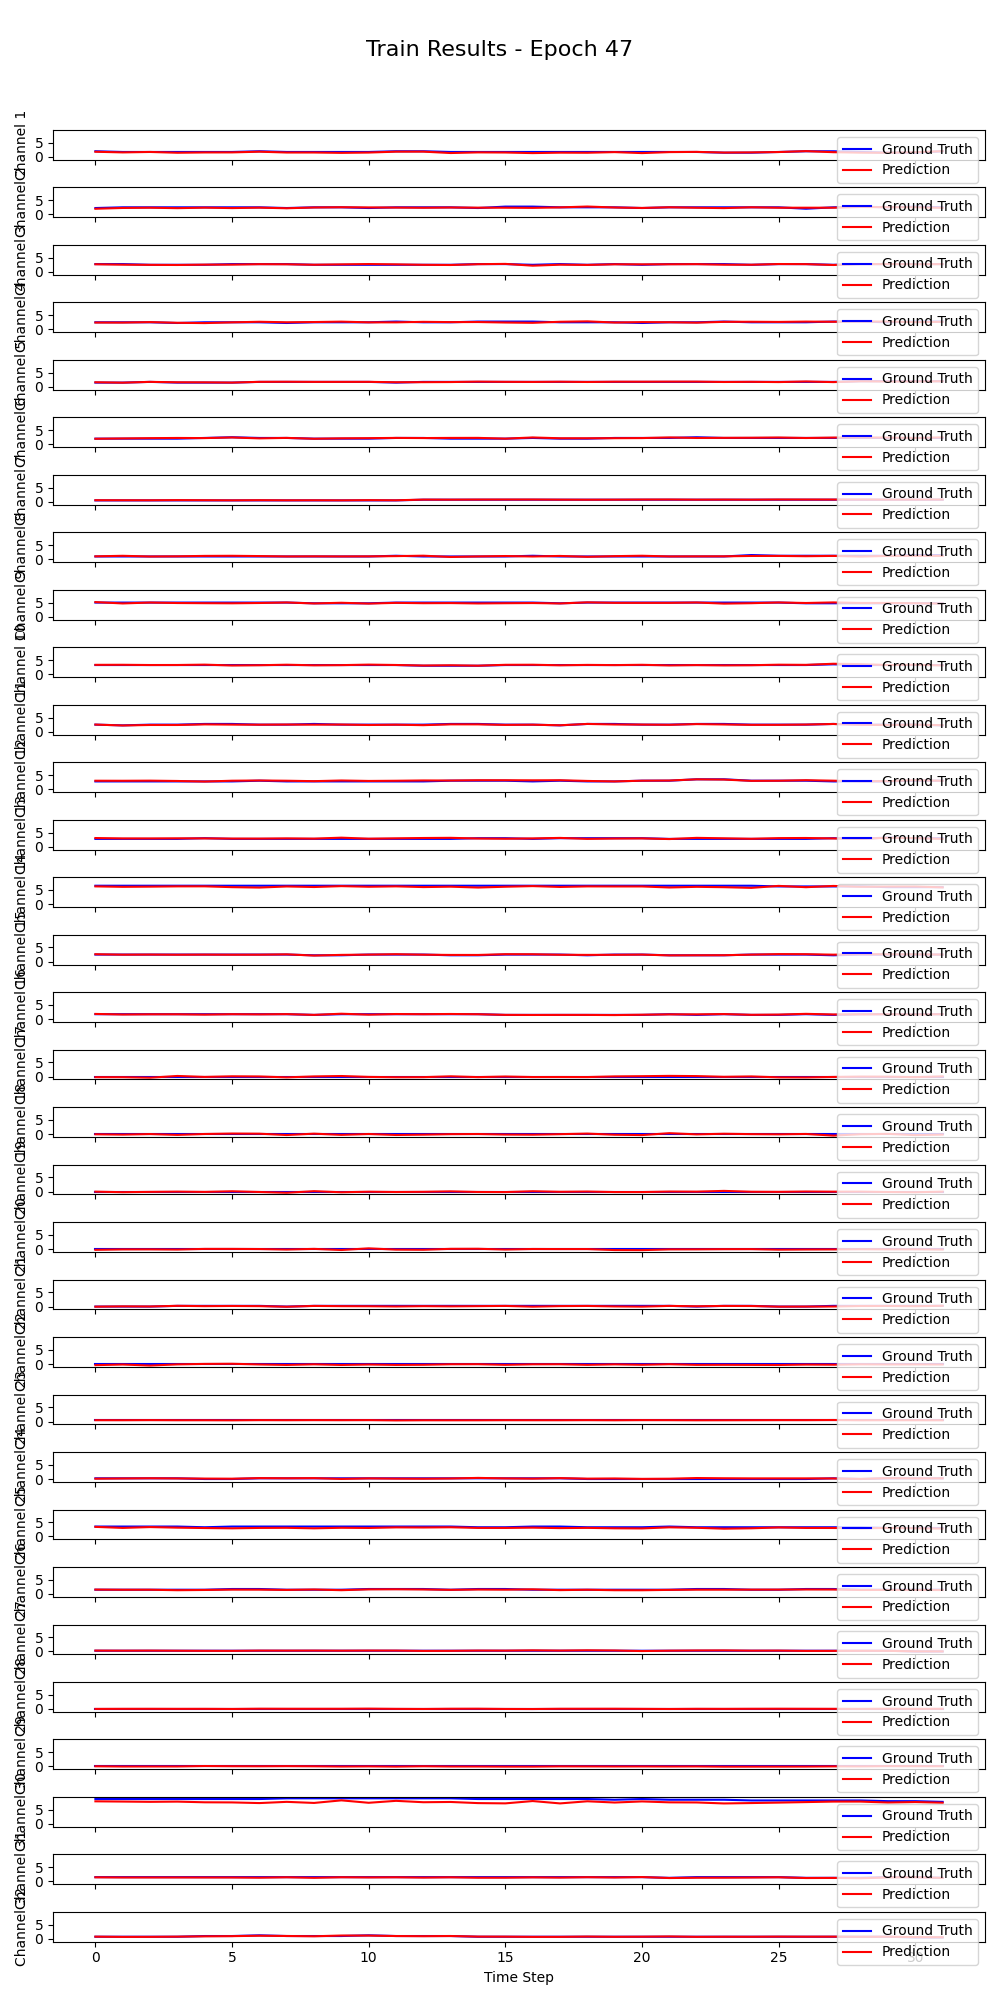 Train Results - Epoch 47
Channel 1
5
0
Ground Truth
Prediction
Channel 2
5
0
Ground Truth
Prediction
Channel 3
5
0
Ground Truth
Prediction
Channel 4
5
0
Ground Truth
Prediction
Channel 5
5
0
Ground Truth
Prediction
Channel 6
5
0
Ground Truth
Prediction
Channel 7
5
0
Ground Truth
Prediction
Channel 8
5
0
Ground Truth
Prediction
Channel 9
5
0
Ground Truth
Prediction
Channel 10
5
0
Ground Truth
Prediction
Channel 11
5
0
Ground Truth
Prediction
Channel 12
5
0
Ground Truth
Prediction
Channel 13
5
0
Ground Truth
Prediction
Channel 14
5
0
Ground Truth
Prediction
Channel 15
5
0
Ground Truth
Prediction
Channel 16
5
0
Ground Truth
Prediction
Channel 17
5
0
Ground Truth
Prediction
Channel 18
5
0
Ground Truth
Prediction
Channel 19
5
0
Ground Truth
Prediction
Channel 20
5
0
Ground Truth
Prediction
Channel 21
5
0
Ground Truth
Prediction
Channel 22
5
0
Ground Truth
Prediction
Channel 23
5
0
Ground Truth
Prediction
Channel 24
5
0
Ground Truth
Prediction
Channel 25
5
0
Ground Truth
Prediction
Channel 26
5
0
Ground Truth
Prediction
Channel 27
5
0
Ground Truth
Prediction
Channel 28
5
0
Ground Truth
Prediction
Channel 29
5
0
Ground Truth
Prediction
Channel 30
5
0
Ground Truth
Prediction
Channel 31
5
0
Ground Truth
Prediction
Channel 32
5
0
Ground Truth
Prediction
0 5 10 15 20 25 30
Time Step